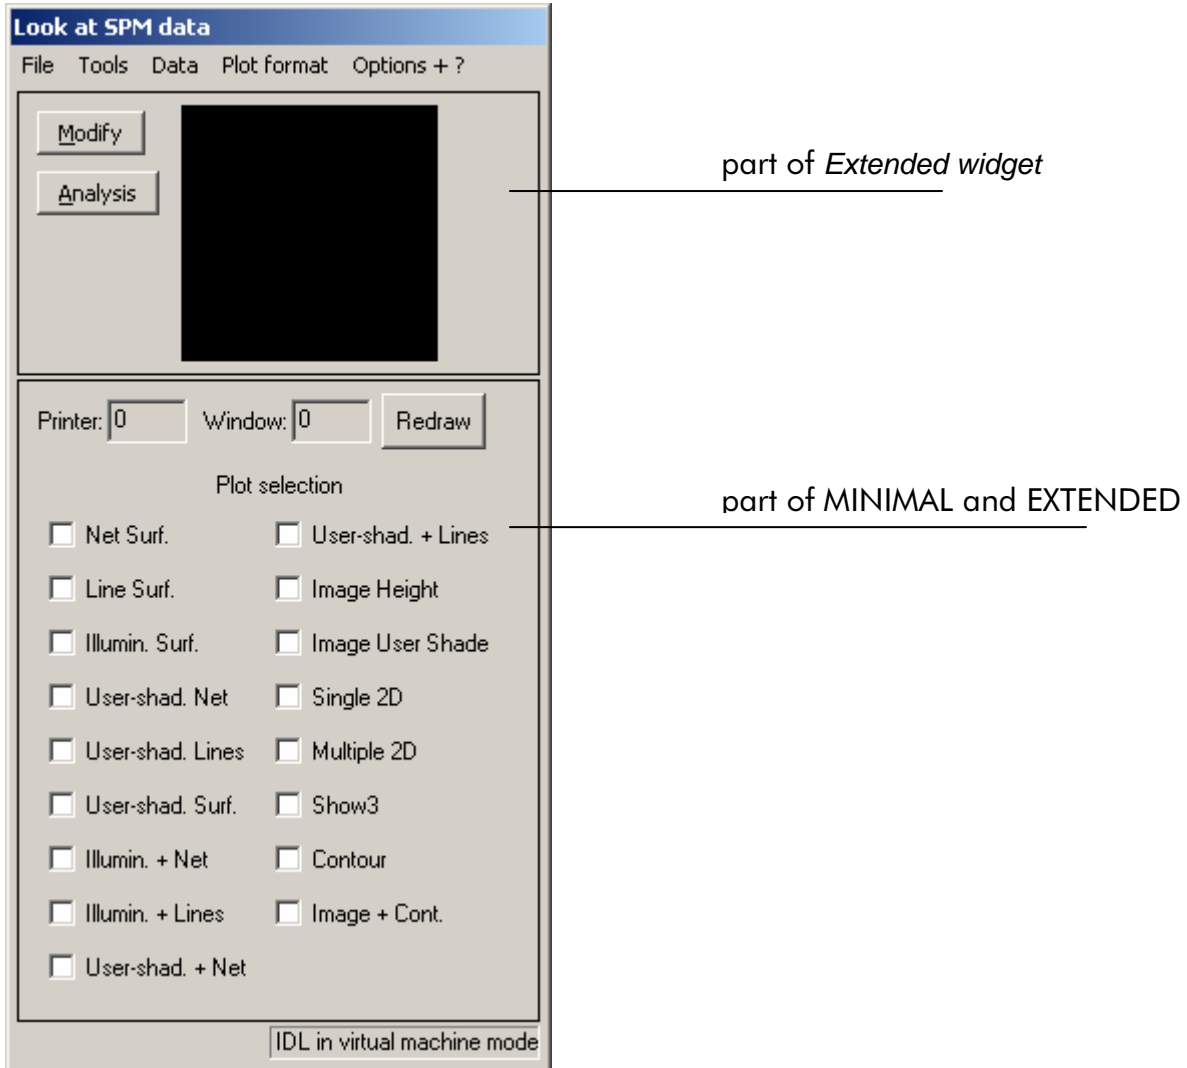 Look at SPM data
File Tools Data Plot format Options + ?
Modify
Analysis
part of Extended widget
Printer: 0 Window: 0 Redraw
Plot selection
part of MINIMAL and EXTENDED
Net Surf. User-shad. + Lines
Line Surf. Image Height
Illumin. Surf. Image User Shade
User-shad. Net Single 2D
User-shad. Lines Multiple 2D
User-shad. Surf. Show3
Illumin. + Net Contour
Illumin. + Lines Image + Cont.
User-shad. + Net
IDL in virtual machine mode